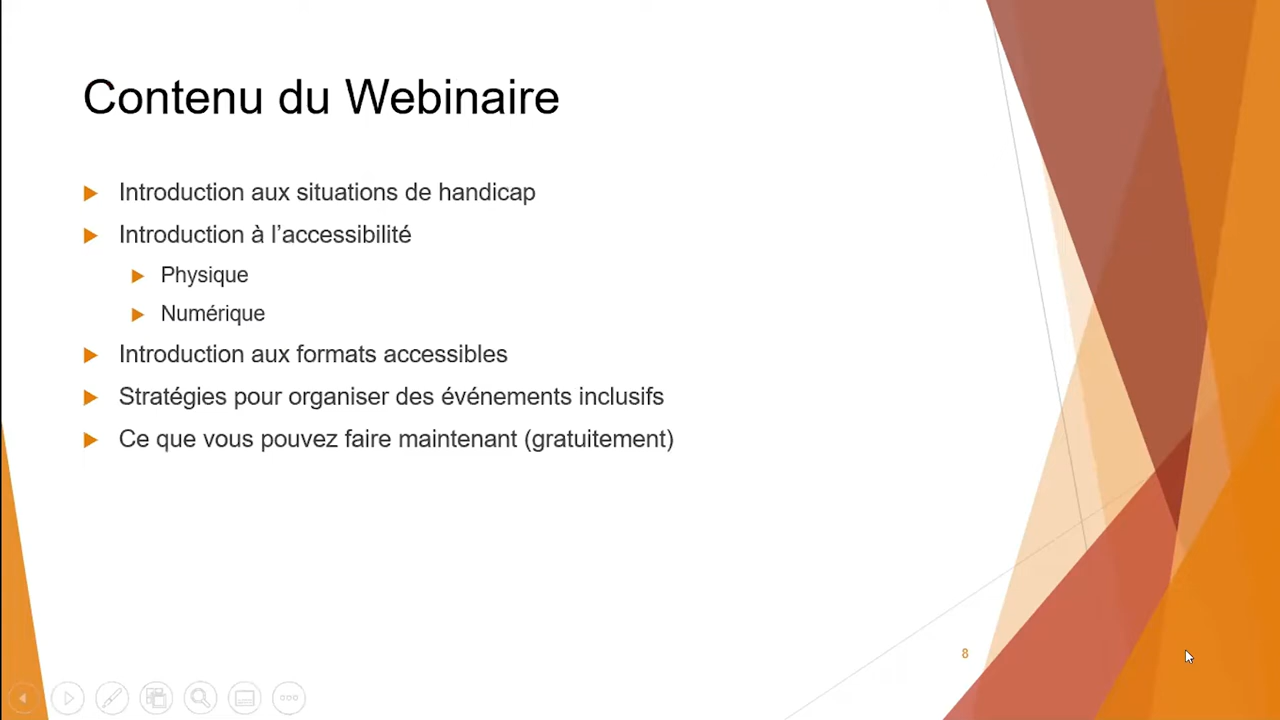 Contenu du Webinaire
Introduction aux situations de handicap
Introduction à l’accessibilité
Physique
Numérique
Introduction aux formats accessibles
Stratégies pour organiser des événements inclusifs
Ce que vous pouvez faire maintenant (gratuitement)
8